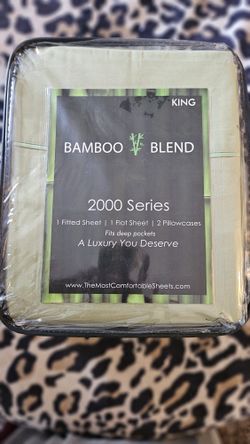 KING
BAMBOO BLEND
2000 Series
1 Fitted Sheet | 1 Flat Sheet | 2 Pillowcases
Fits deep pockets
A Luxury You Deserve
www.TheMostComfortableSheets.com